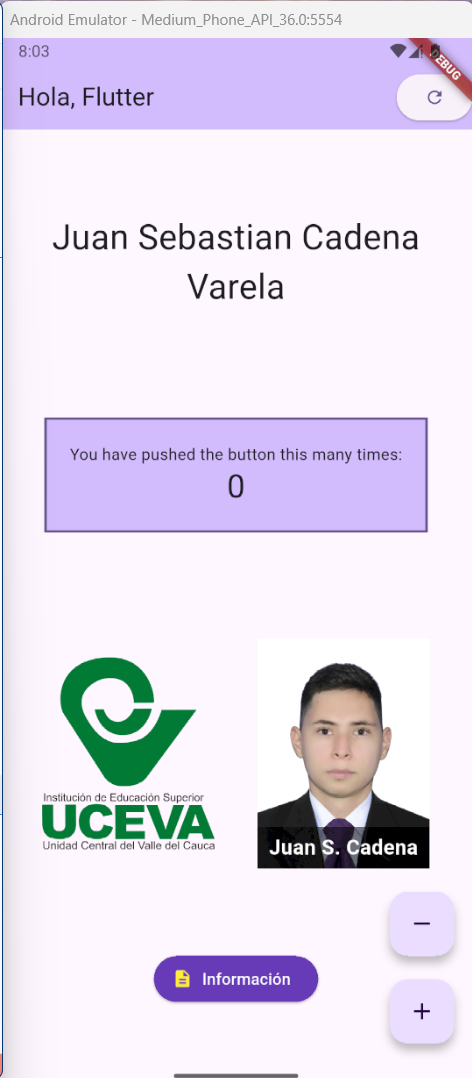 Android Emulator - Medium_Phone_API_36.0:5554
8:03
DEBUG
Hola, Flutter
Juan Sebastian Cadena
Varela
You have pushed the button this many times:
0
Institución de Educación Superior
UCEVA
Unidad Central del Valle del Cauca
Juan S. Cadena
−
Información
+